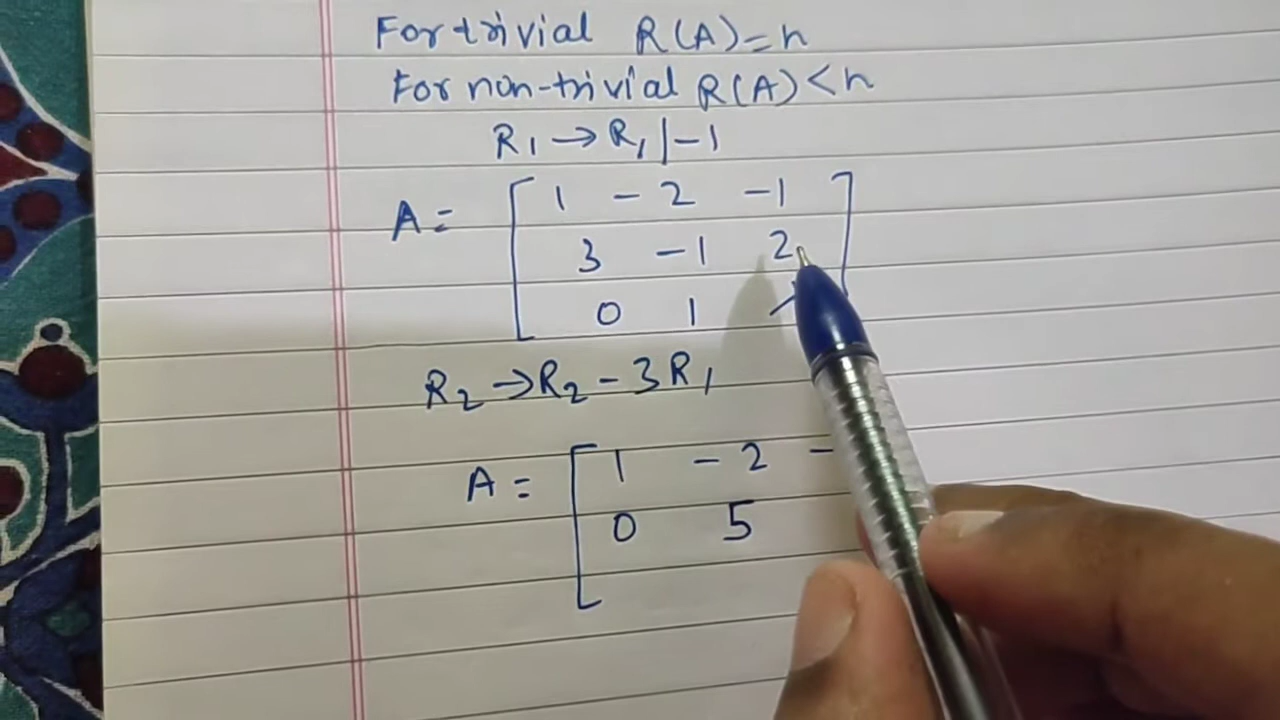 For trivial R(A)=n
For non-trivial R(A)<n
R1→R1|-1
A= [ 1 -2 -1
3 -1 2
0 1 ]
R2→R2-3R1
A= [ 1 -2 -
0 5